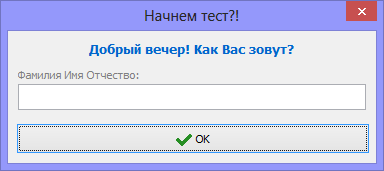 Начнем тест?!
Добрый вечер! Как Вас зовут?
Фамилия Имя Отчество:
OK